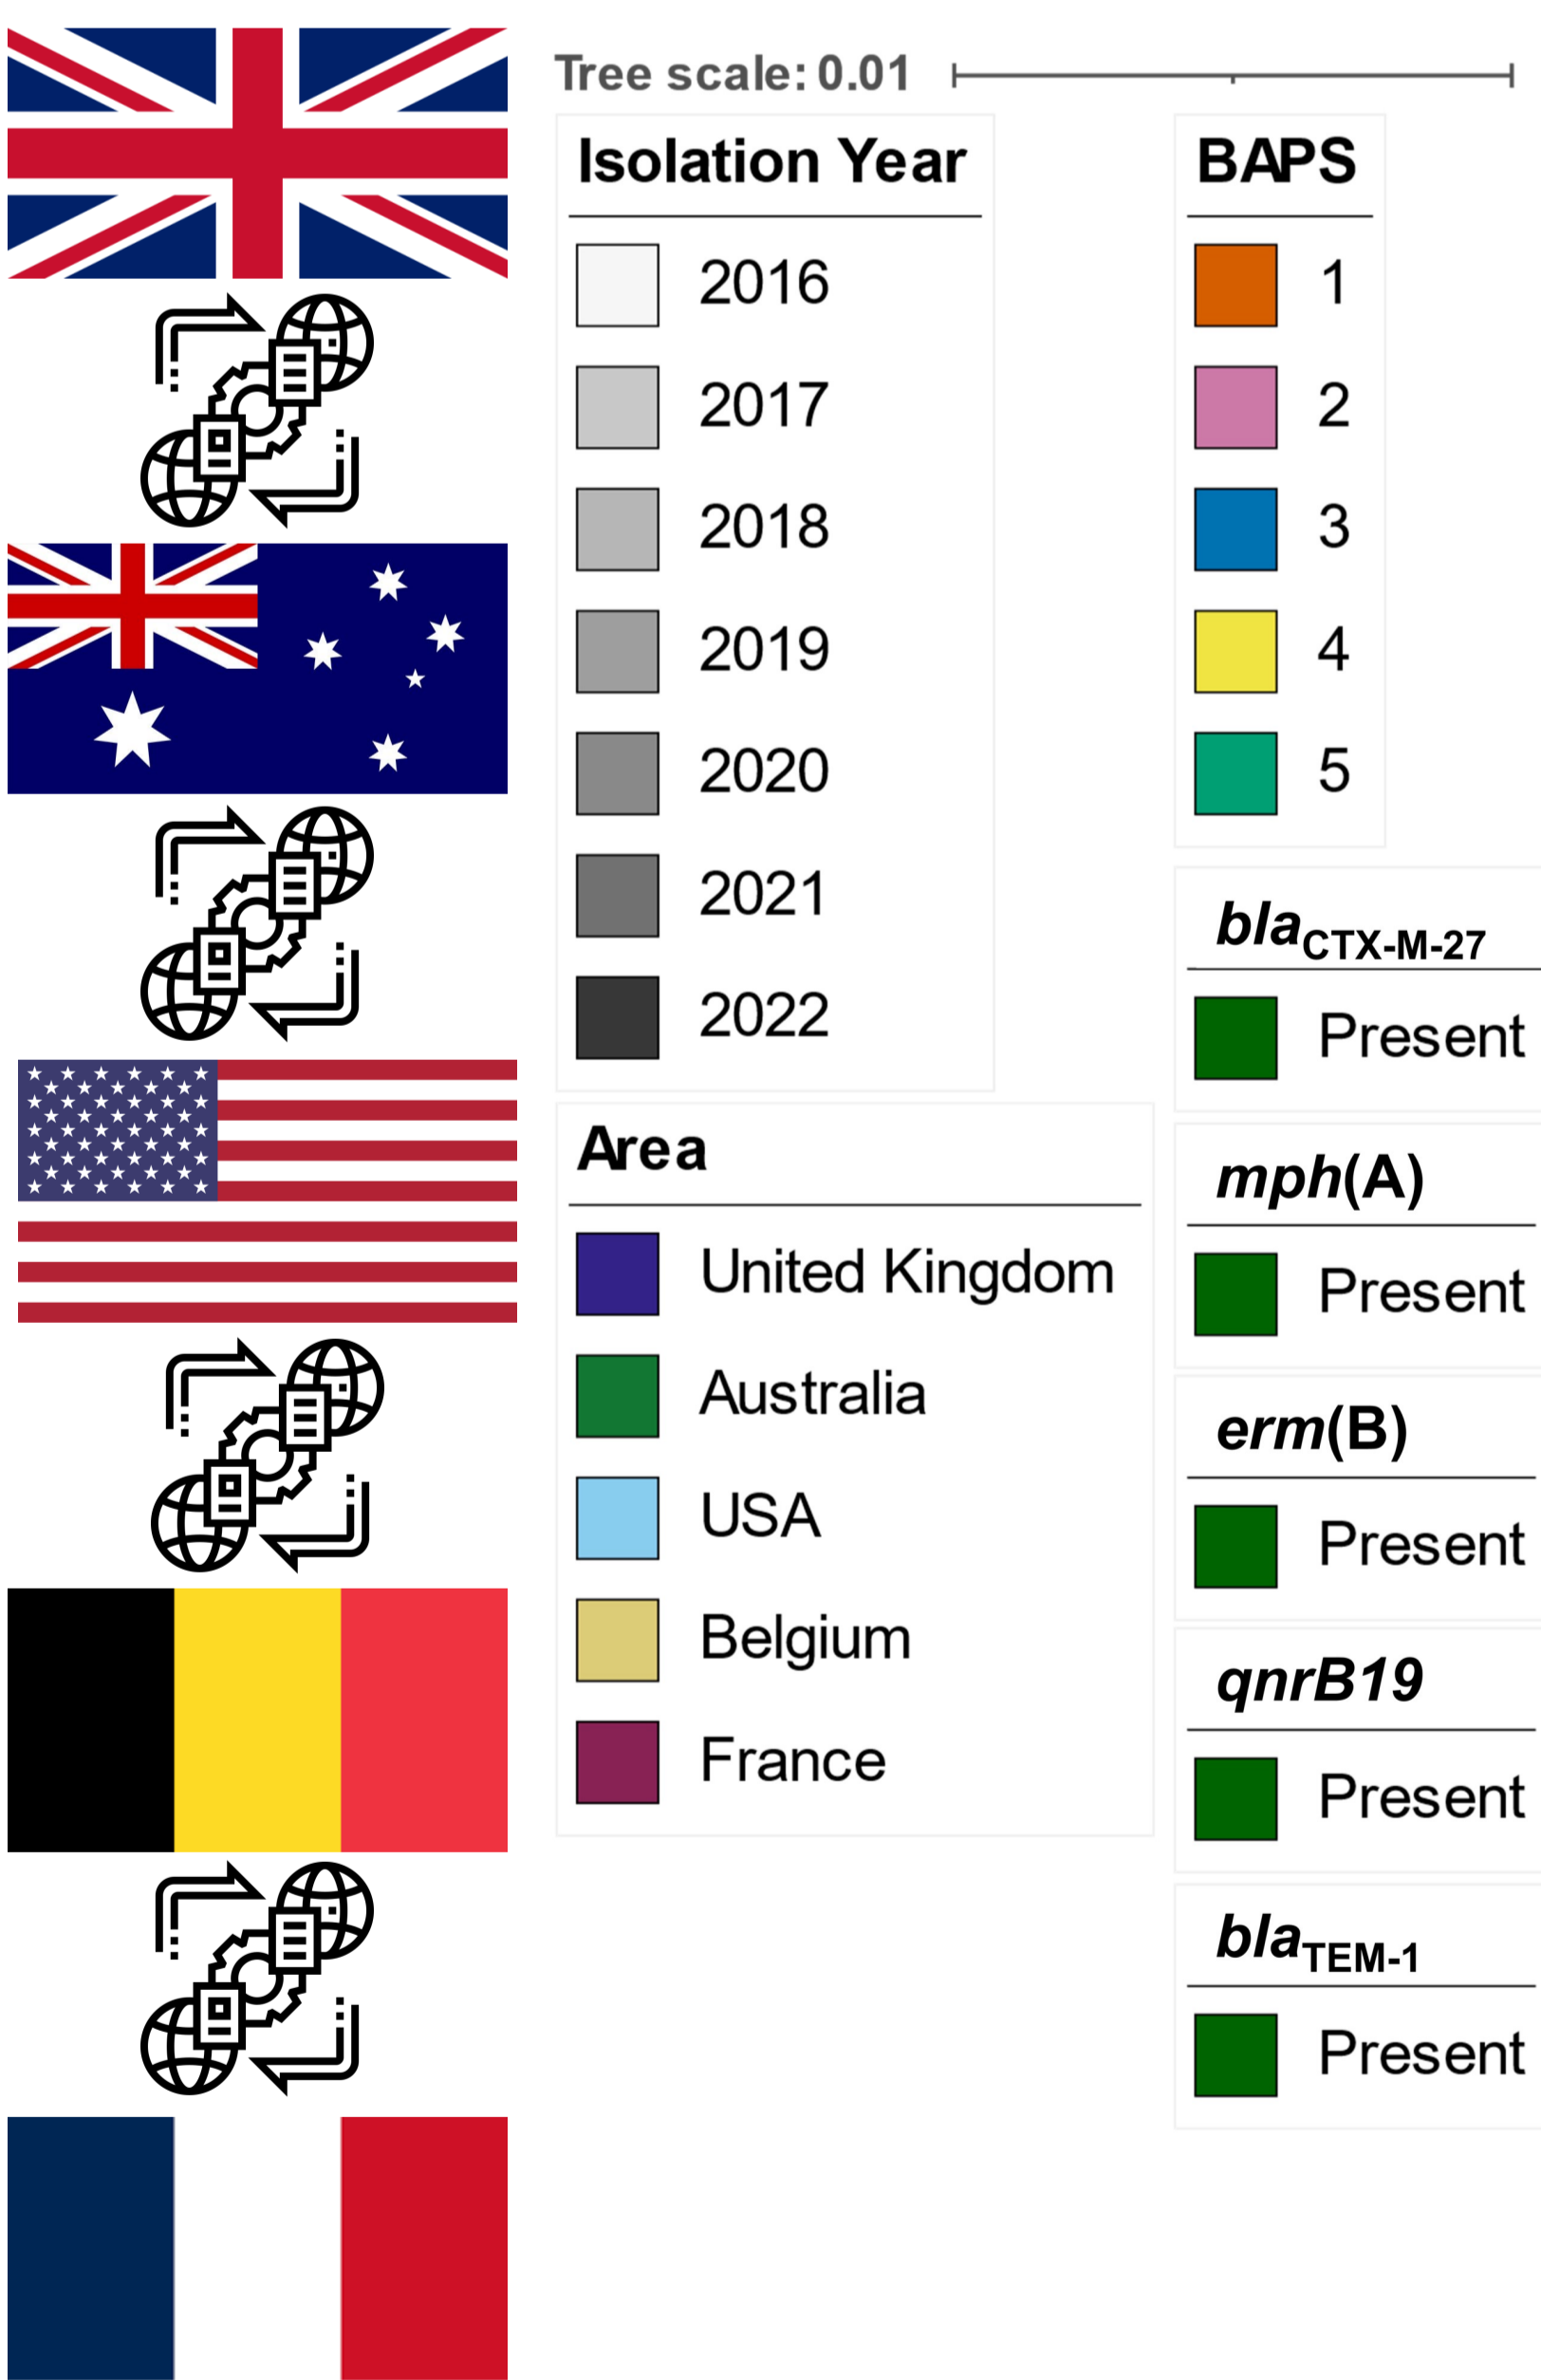 Tree scale: 0.01
Isolation Year
2016
2017
2018
2019
2020
2021
2022
Area
United Kingdom
Australia
USA
Belgium
France
BAPS
1
2
3
4
5
blaCTX-M-27
Present
mph(A)
Present
erm(B)
Present
qnrB19
Present
blaTEM-1
Present